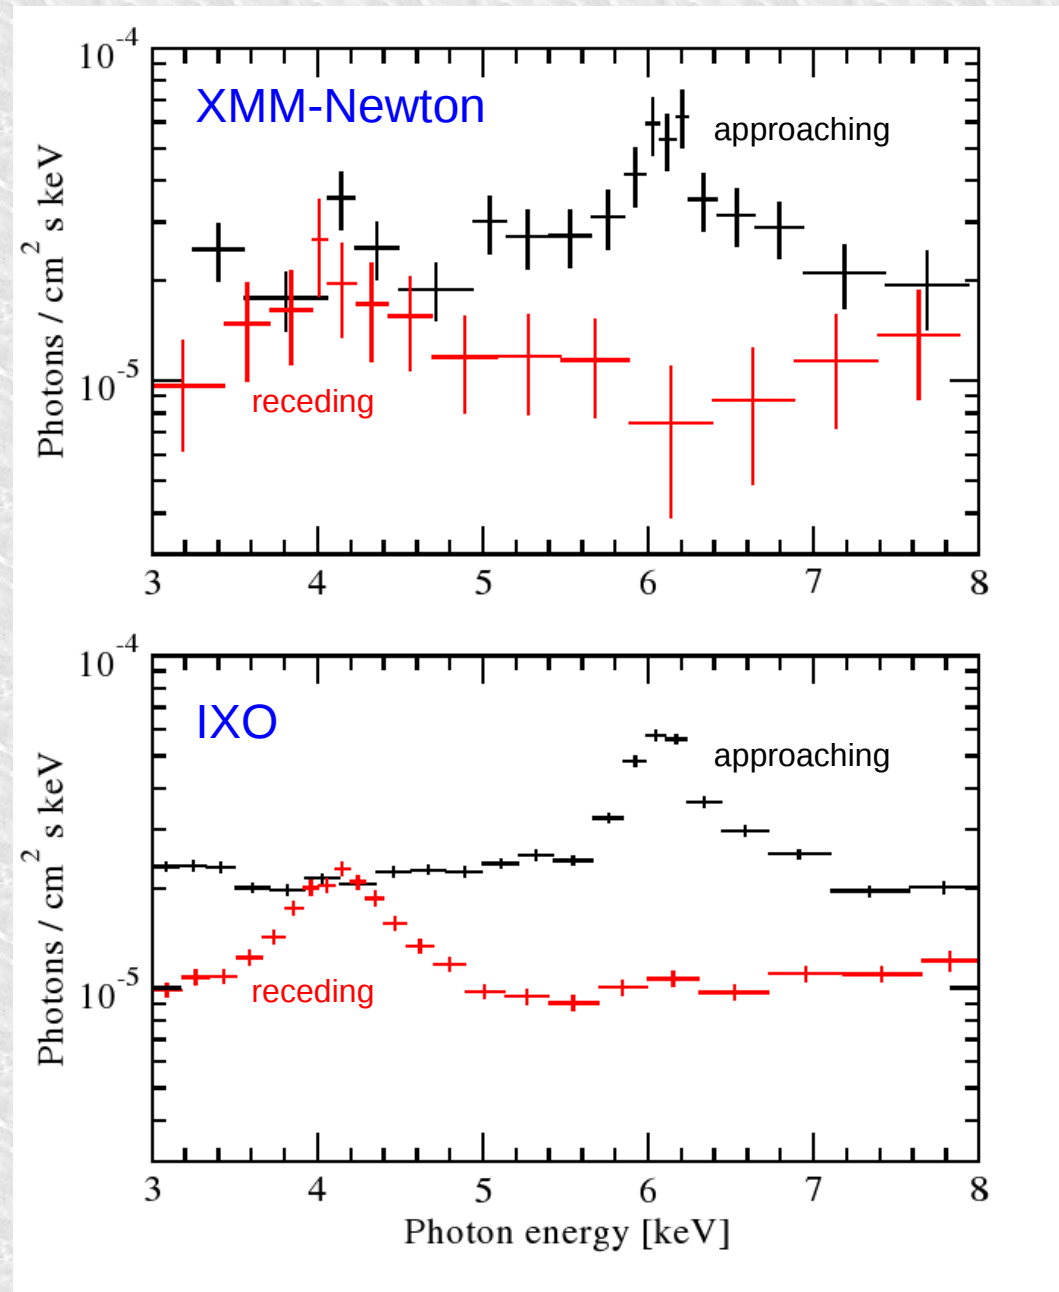 10^-4
XMM-Newton
approaching
Photons / cm^2 s keV
10^-5
receding
3 4 5 6 7 8
10^-4
IXO
approaching
Photons / cm^2 s keV
10^-5
receding
3 4 5 6 7 8
Photon energy [keV]